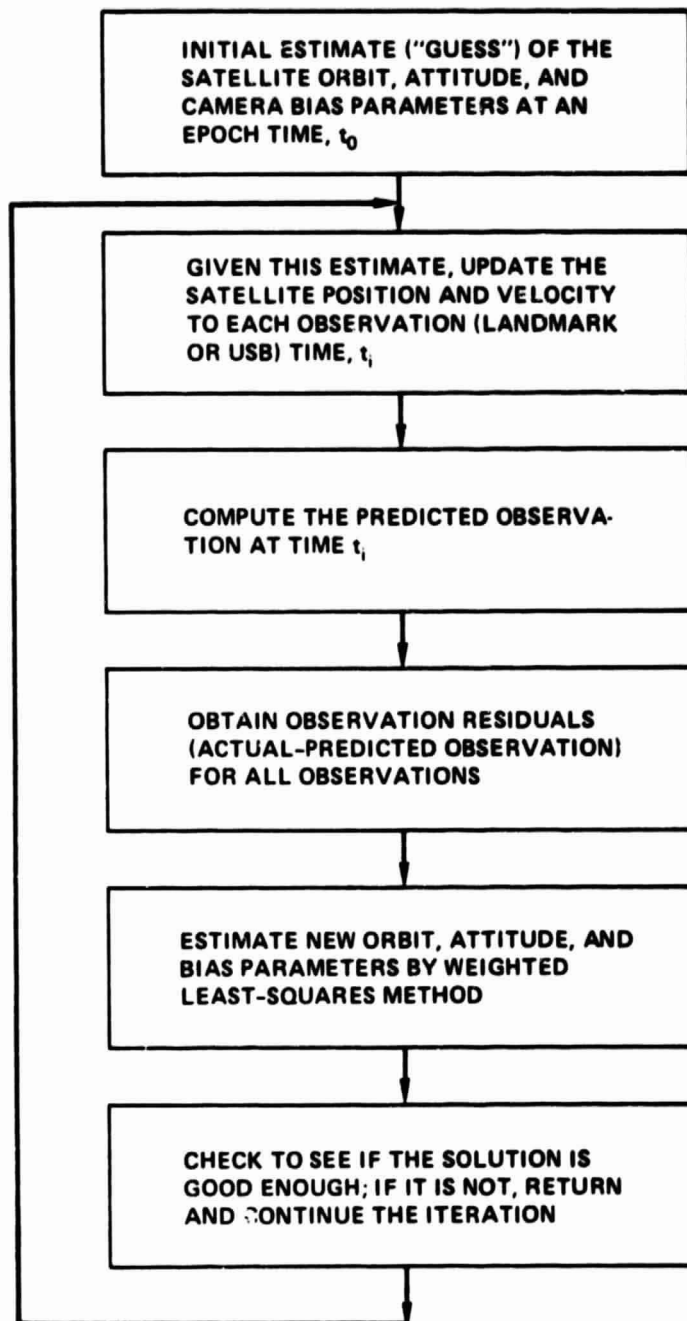 INITIAL ESTIMATE ("GUESS") OF THE
SATELLITE ORBIT, ATTITUDE, AND
CAMERA BIAS PARAMETERS AT AN
EPOCH TIME, t₀
GIVEN THIS ESTIMATE, UPDATE THE
SATELLITE POSITION AND VELOCITY
TO EACH OBSERVATION (LANDMARK
OR USB) TIME, tᵢ
COMPUTE THE PREDICTED OBSERVA-
TION AT TIME tᵢ
OBTAIN OBSERVATION RESIDUALS
(ACTUAL-PREDICTED OBSERVATION)
FOR ALL OBSERVATIONS
ESTIMATE NEW ORBIT, ATTITUDE, AND
BIAS PARAMETERS BY WEIGHTED
LEAST-SQUARES METHOD
CHECK TO SEE IF THE SOLUTION IS
GOOD ENOUGH; IF IT IS NOT, RETURN
AND CONTINUE THE ITERATION